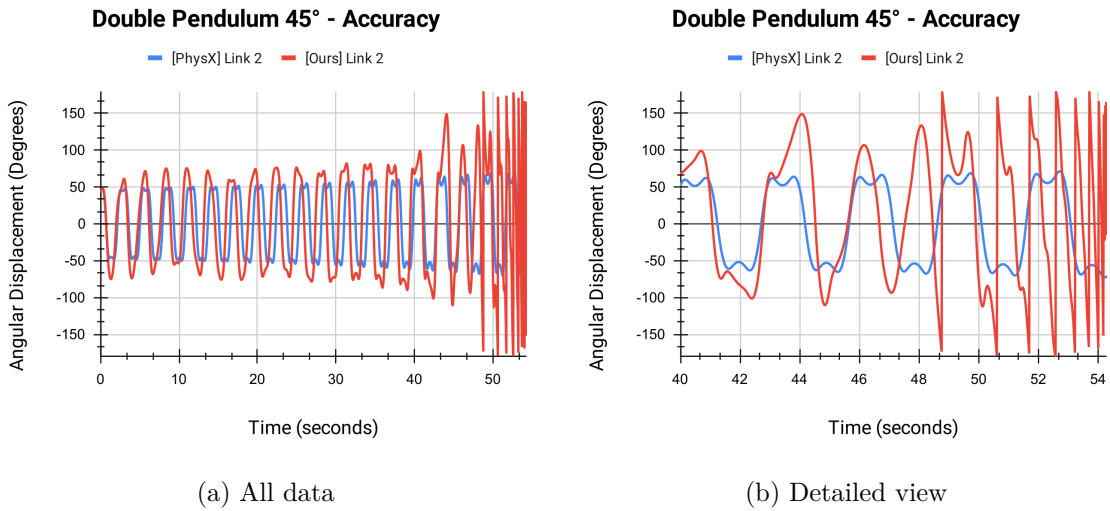 Double Pendulum 45° - Accuracy
[PhysX] Link 2 [Ours] Link 2
Angular Displacement (Degrees)
150
100
50
0
-50
-100
-150
0 10 20 30 40 50
Time (seconds)
(a) All data
Double Pendulum 45° - Accuracy
[PhysX] Link 2 [Ours] Link 2
Angular Displacement (Degrees)
150
100
50
0
-50
-100
-150
40 42 44 46 48 50 52 54
Time (seconds)
(b) Detailed view